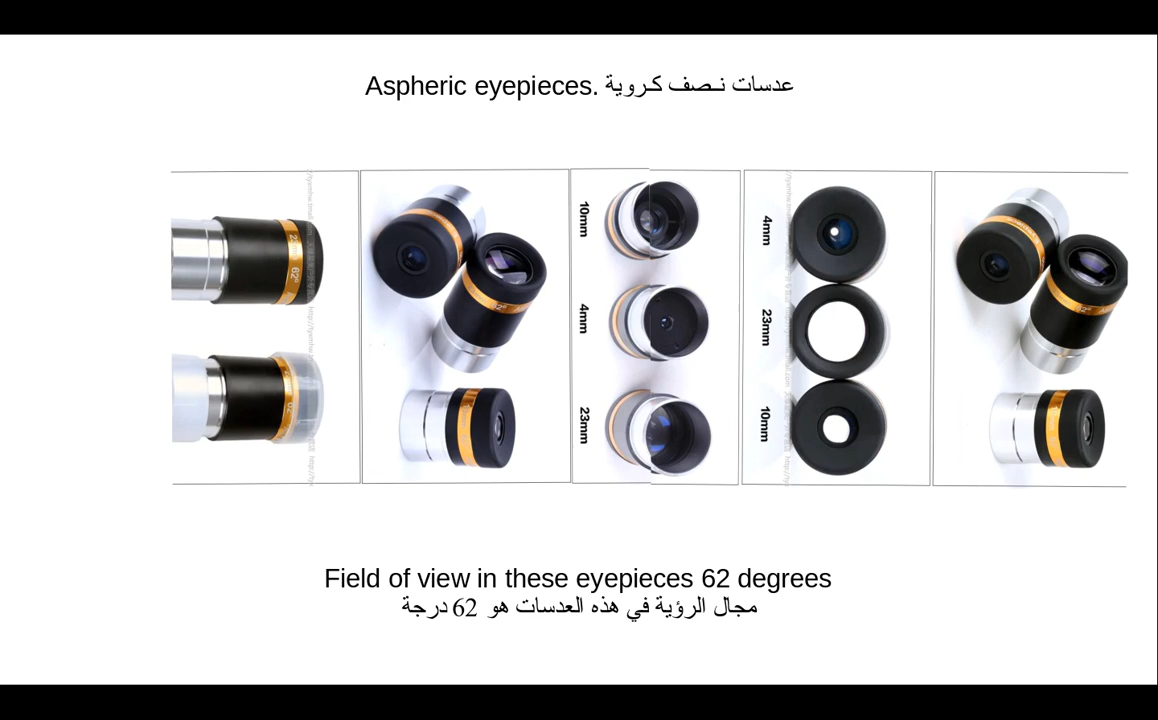 Aspheric eyepieces. عدسات نـصف كـروية
10mm
4mm
23mm
4mm
23mm
10mm
62°
Field of view in these eyepieces 62 degrees
مجال الرؤية في هذه العدسات هو 62 درجة